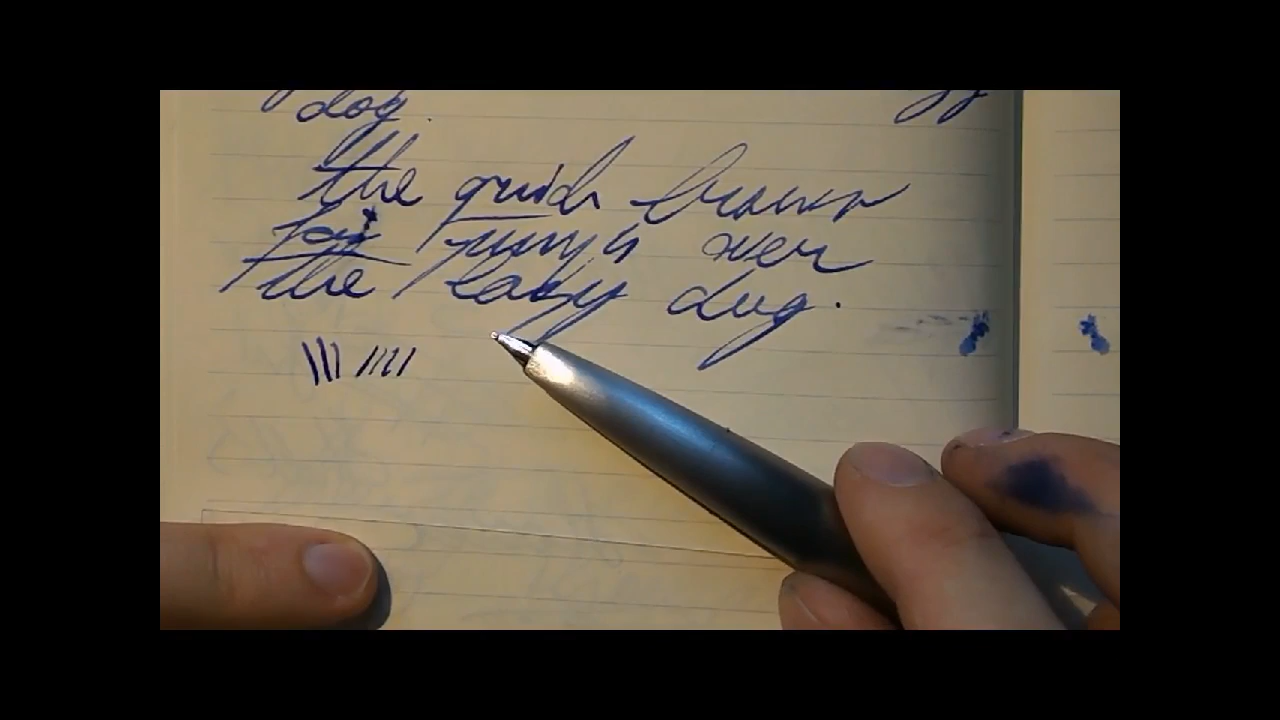 dog.
the quick brown
fox jumps over
the lazy dog.